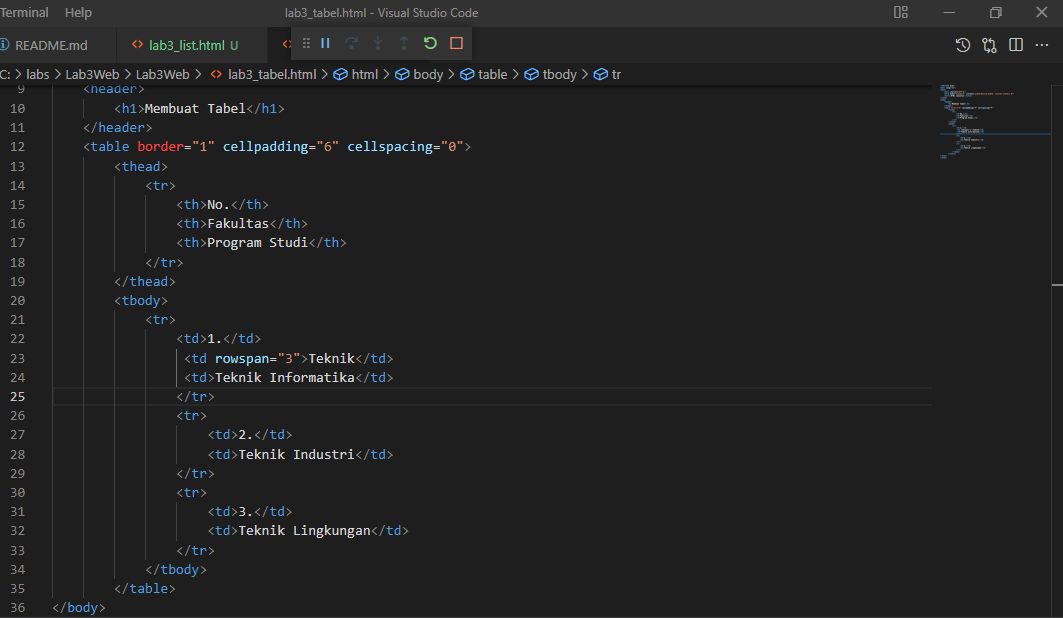 Terminal Help lab3_tabel.html - Visual Studio Code
README.md lab3_list.html U
C: > labs > Lab3Web > Lab3Web > lab3_tabel.html > html > body > table > tbody > tr
9 <header>
10 <h1>Membuat Tabel</h1>
11 </header>
12 <table border="1" cellpadding="6" cellspacing="0">
13 <thead>
14 <tr>
15 <th>No.</th>
16 <th>Fakultas</th>
17 <th>Program Studi</th>
18 </tr>
19 </thead>
20 <tbody>
21 <tr>
22 <td>1.</td>
23 <td rowspan="3">Teknik</td>
24 <td>Teknik Informatika</td>
25 </tr>
26 <tr>
27 <td>2.</td>
28 <td>Teknik Industri</td>
29 </tr>
30 <tr>
31 <td>3.</td>
32 <td>Teknik Lingkungan</td>
33 </tr>
34 </tbody>
35 </table>
36 </body>